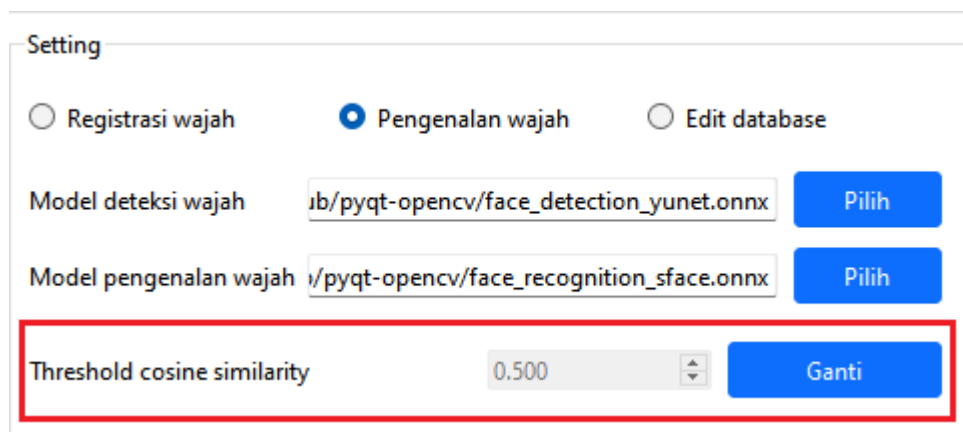 Setting
Registrasi wajah Pengenalan wajah Edit database
Model deteksi wajah ub/pyqt-opencv/face_detection_yunet.onnx Pilih
Model pengenalan wajah /pyqt-opencv/face_recognition_sface.onnx Pilih
Threshold cosine similarity 0.500 Ganti